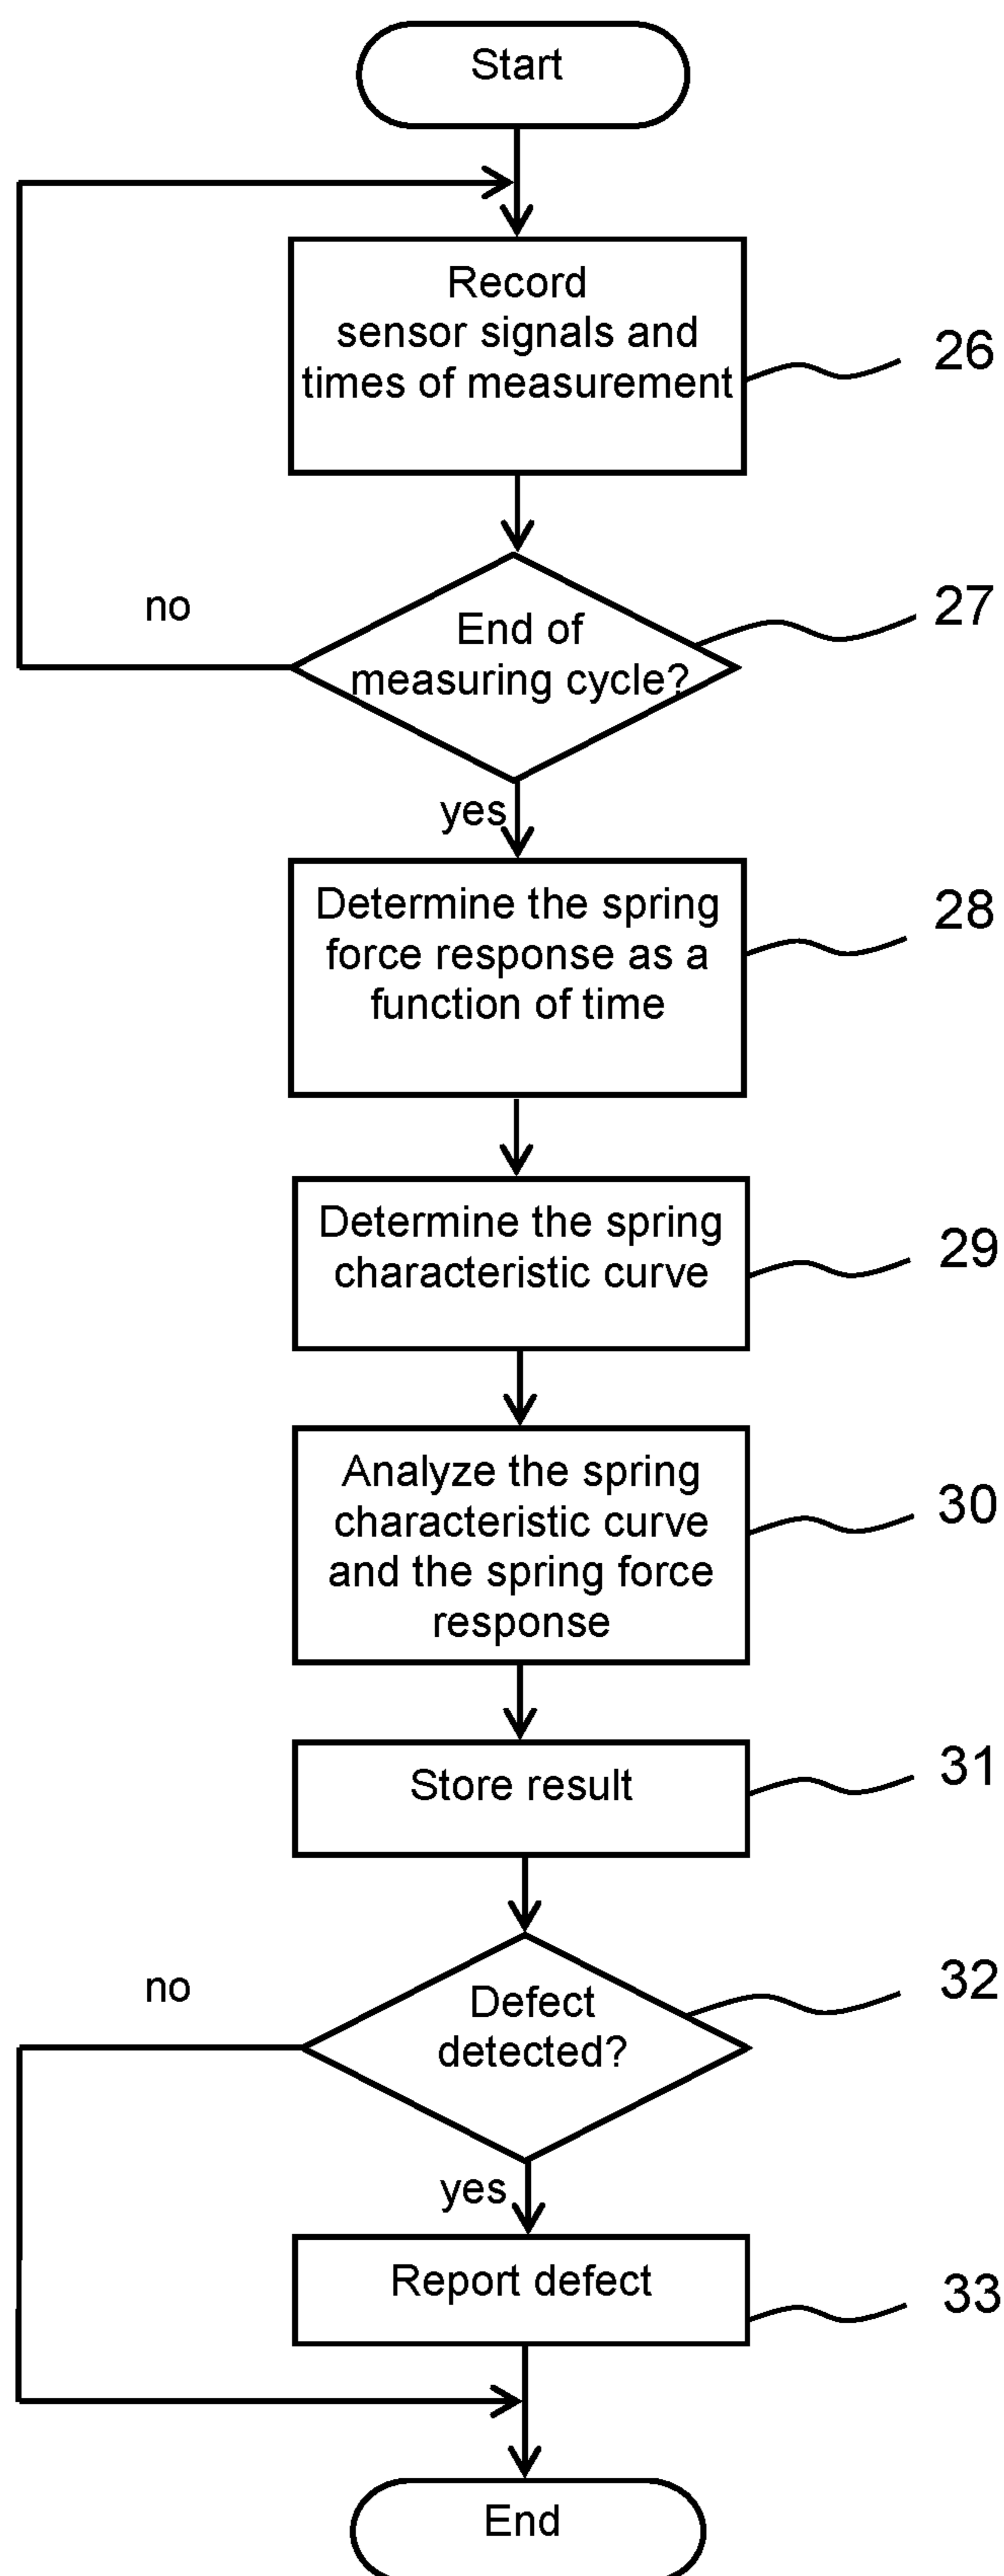 Start
Record
sensor signals and
times of measurement
26
no
End of
measuring cycle?
27
yes
Determine the spring
force response as a
function of time
28
Determine the spring
characteristic curve
29
Analyze the spring
characteristic curve
and the spring force
response
30
Store result
31
no
Defect
detected?
32
yes
Report defect
33
End